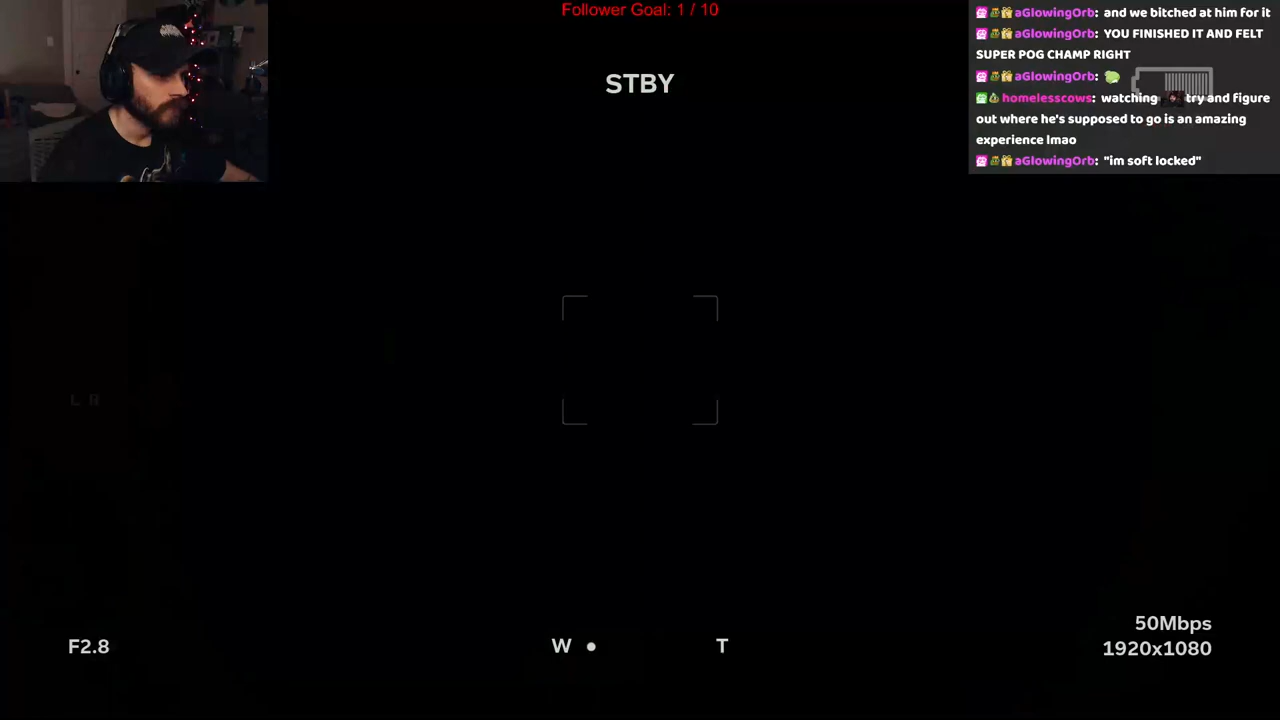 Follower Goal: 1 / 10
STBY
aGlowingOrb: and we bitched at him for it
aGlowingOrb: YOU FINISHED IT AND FELT
SUPER POG CHAMP RIGHT
aGlowingOrb:
homelesscows: watching try and figure
out where he's supposed to go is an amazing
experience lmao
aGlowingOrb: "im soft locked"
L R
F2.8
W T
50Mbps
1920x1080